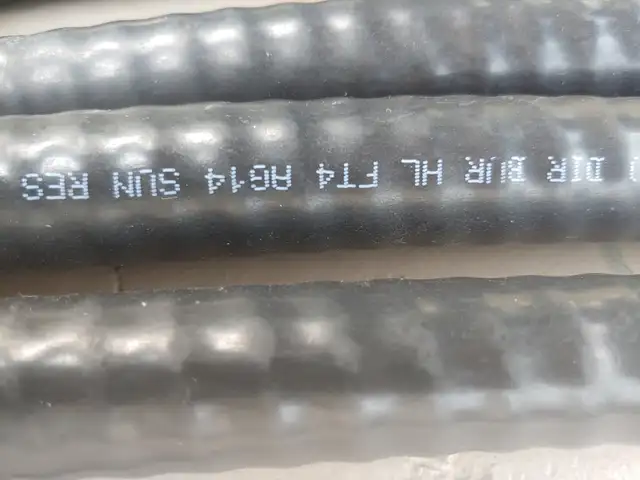 DIR BUR HL FT4 AG14 SUN RES